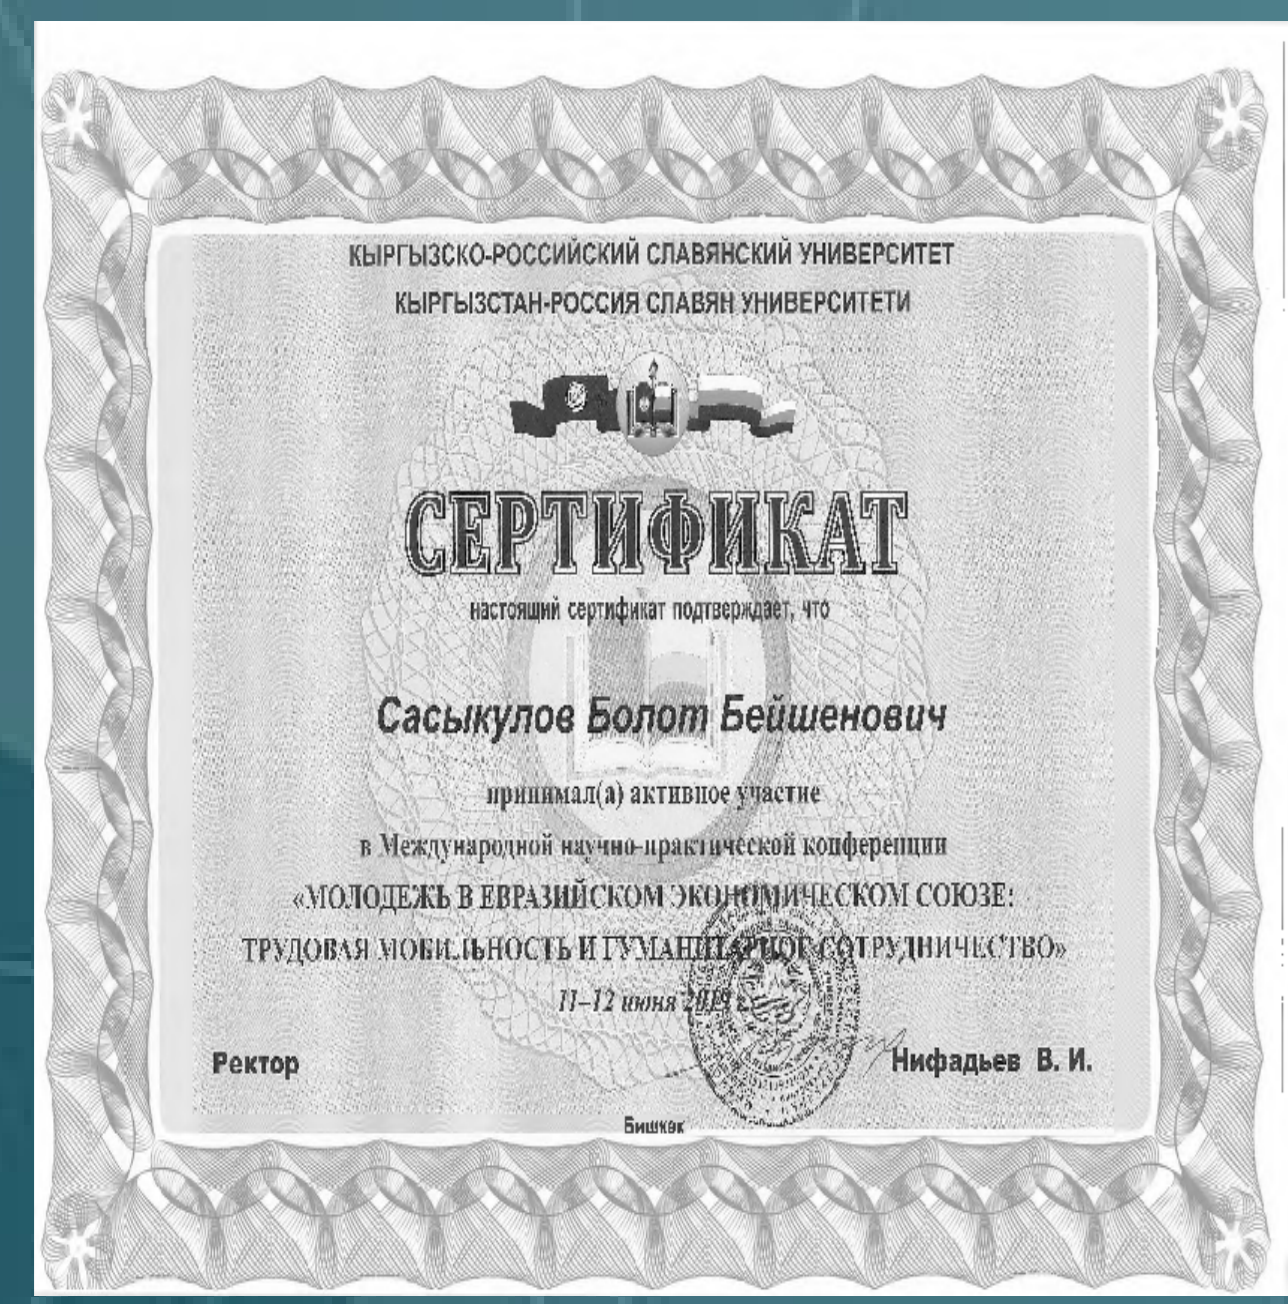 КЫРГЫЗСКО-РОССИЙСКИЙ СЛАВЯНСКИЙ УНИВЕРСИТЕТ
КЫРГЫЗСТАН-РОССИЯ СЛАВЯН УНИВЕРСИТЕТИ
СЕРТИФИКАТ
настоящий сертификат подтверждает, что
Сасыкулов Болот Бейшенович
принимал(а) активное участие
в Международной научно-практической конференции
«МОЛОДЕЖЬ В ЕВРАЗИЙСКОМ ЭКОНОМИЧЕСКОМ СОЮЗЕ:
ТРУДОВАЯ МОБИЛЬНОСТЬ И ГУМАНИТАРНОЕ СОТРУДНИЧЕСТВО»
11–12 июня 2019 г.
Ректор Нифадьев В. И.
Бишкек